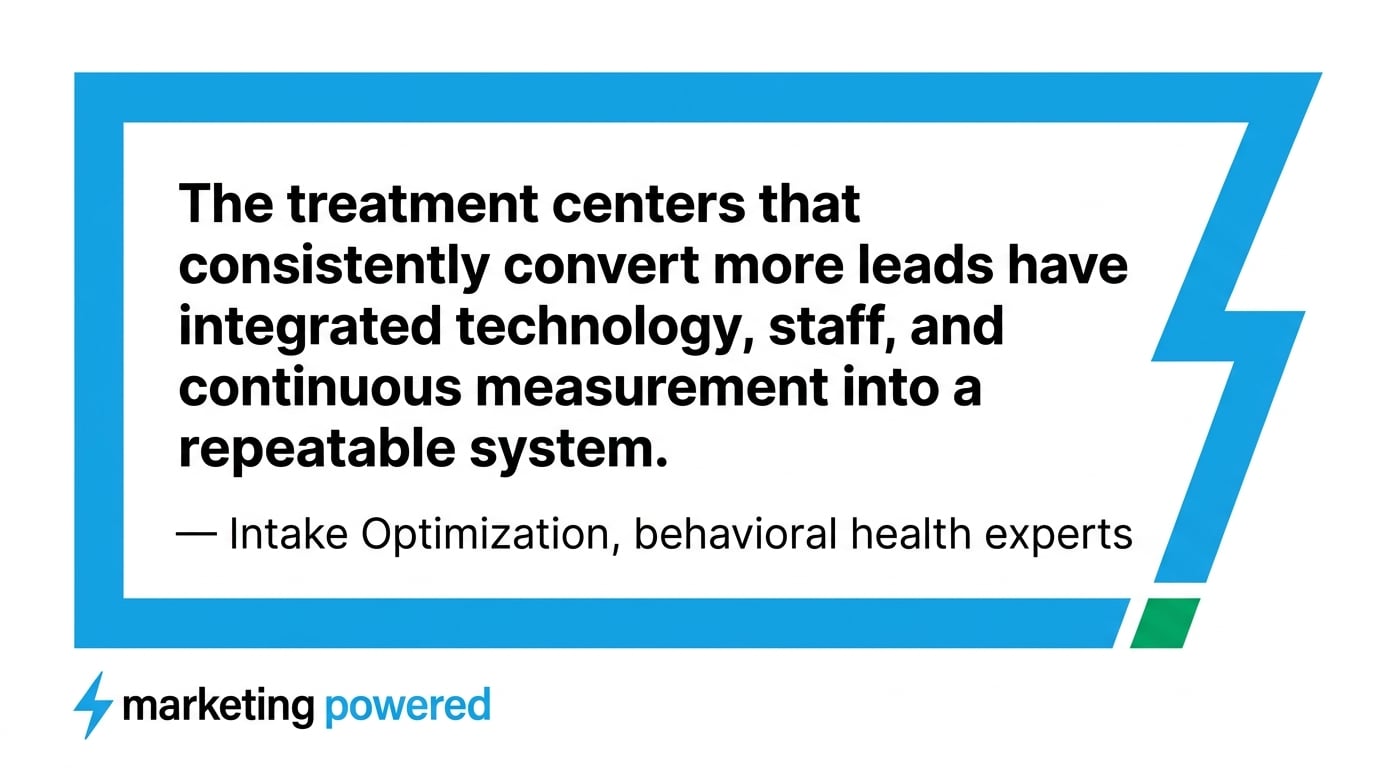 The treatment centers that
consistently convert more leads have
integrated technology, staff, and
continuous measurement into a
repeatable system.
— Intake Optimization, behavioral health experts
marketing powered